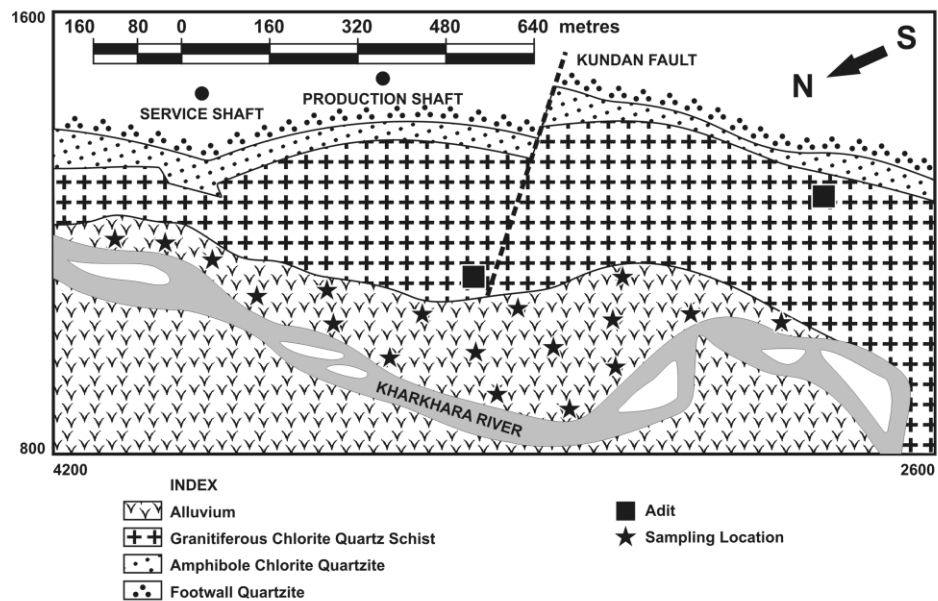 1600
160 80 0 160 320 480 640 metres
S
N
KUNDAN FAULT
SERVICE SHAFT
PRODUCTION SHAFT
KHARKHARA RIVER
800
4200
2600
INDEX
Alluvium
Granitiferous Chlorite Quartz Schist
Amphibole Chlorite Quartzite
Footwall Quartzite
Adit
Sampling Location